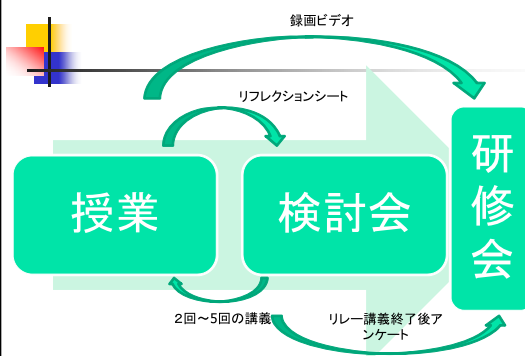 録画ビデオ
リフレクションシート
授業
検討会
研
修
会
2回～5回の講義
リレー講義終了後ア
ンケート